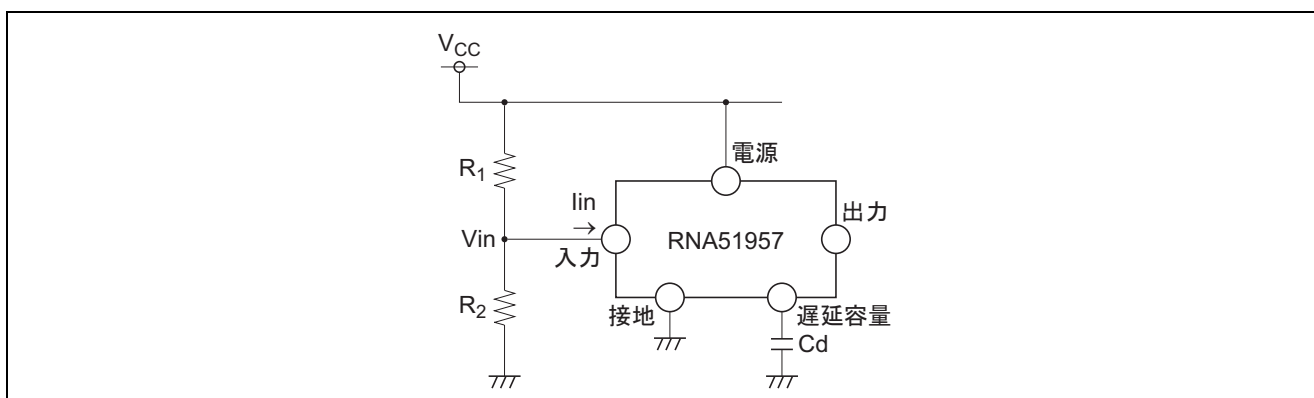 VCC
電源
R1
Iin
→
出力
Vin
RNA51957
入力
R2
接地
遅延容量
Cd